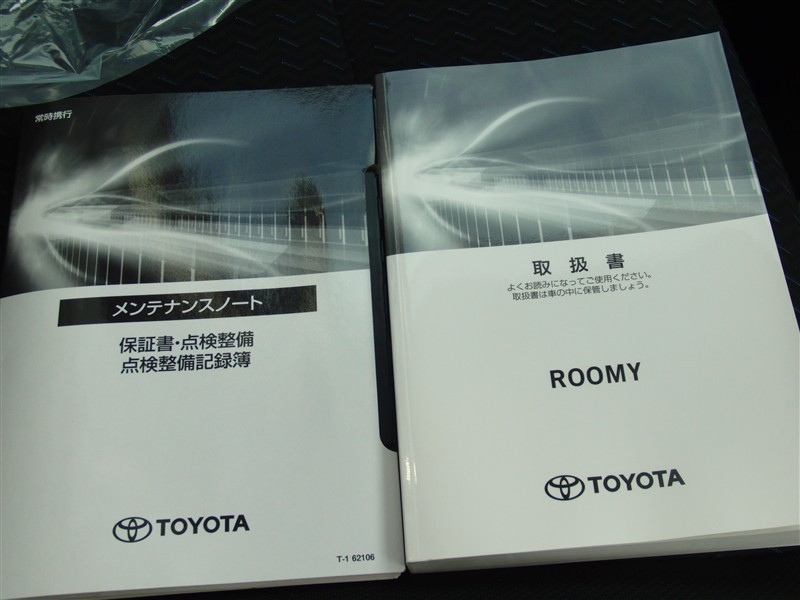 常時携行
メンテナンスノート
保証書・点検整備
点検整備記録簿
TOYOTA
T-1 62106
取扱書
よくお読みになってご使用ください。
取扱書は車の中に保管しましょう。
ROOMY
TOYOTA